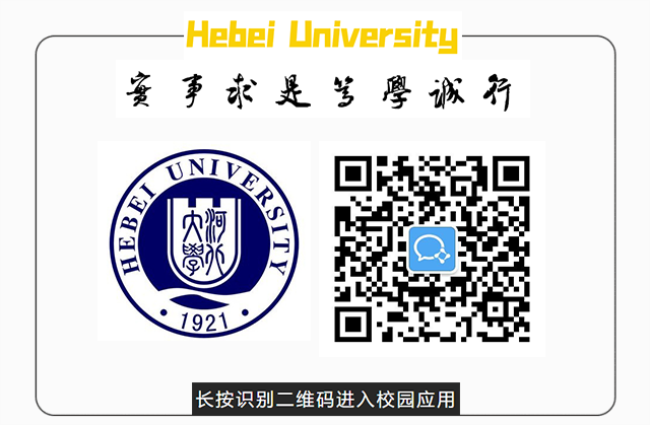 Hebei University
實事求是篤學誠行
HEBEI UNIVERSITY
河北
大學
1921
长按识别二维码进入校园应用